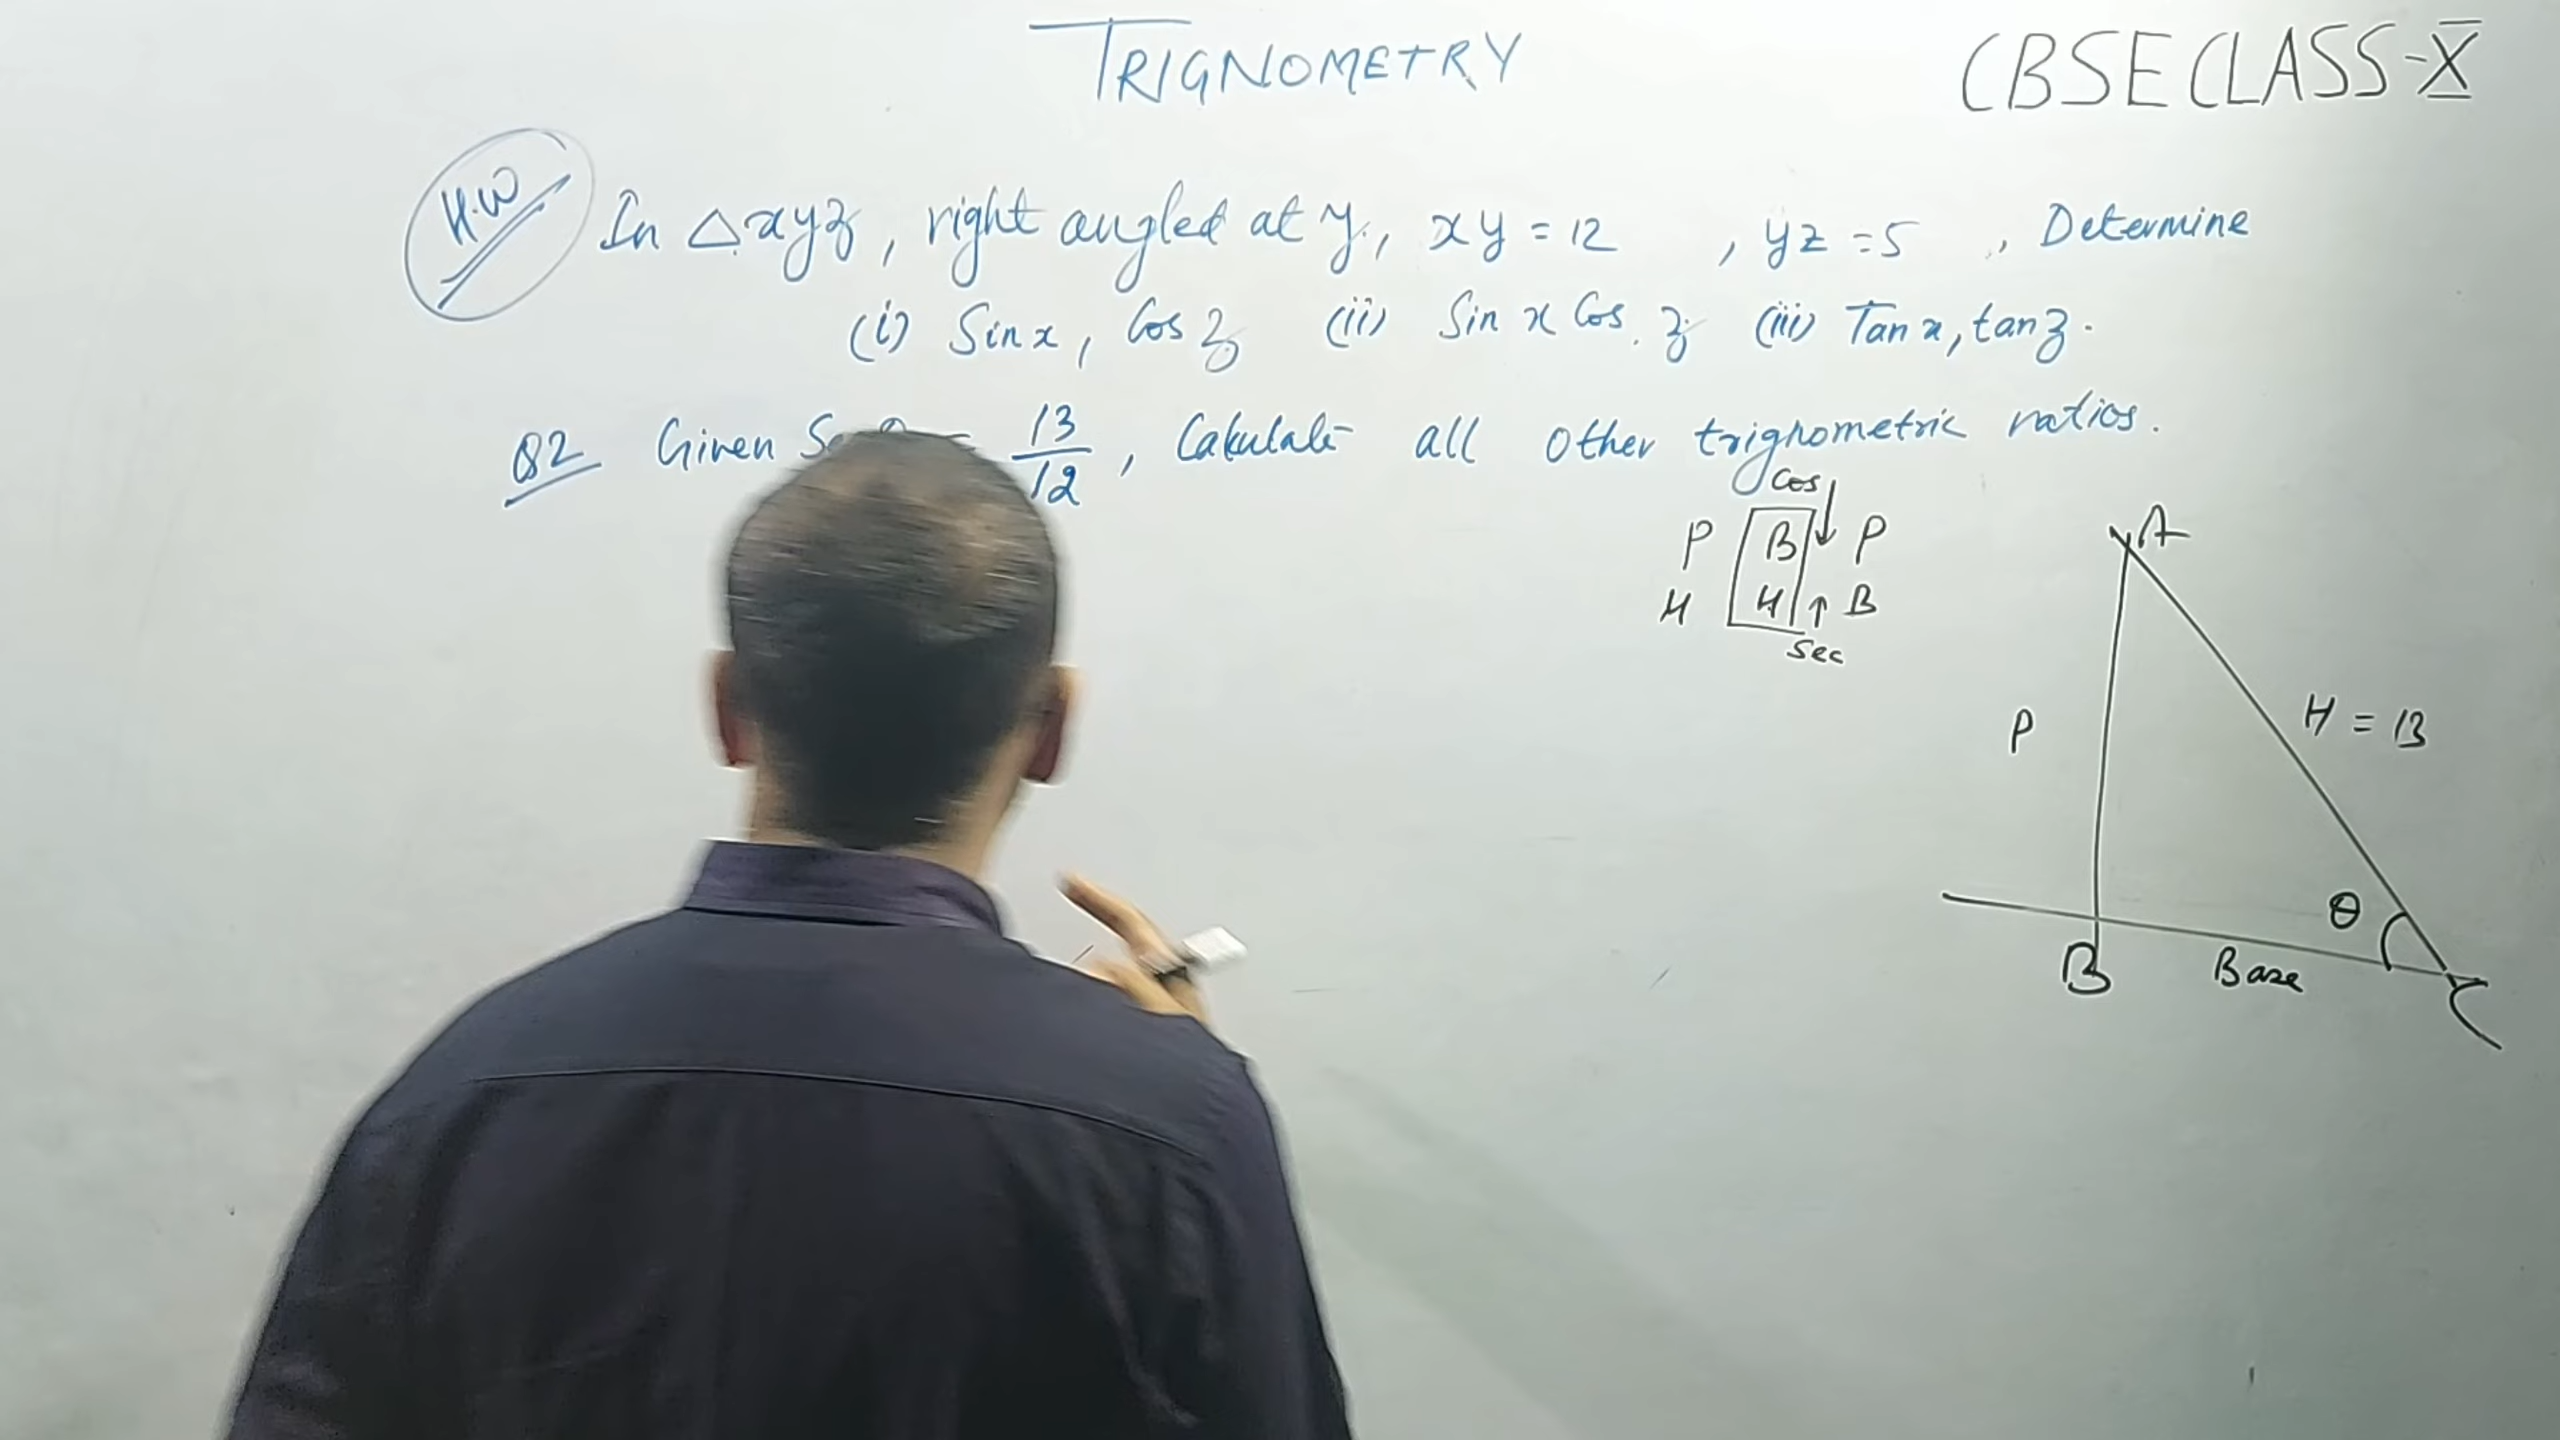 TRIGNOMETRY
CBSE CLASS-X
H.W
In △xyz, right angled at y, xy = 12 , yz = 5 , Determine
(i) Sin x, Cos z (ii) Sin x Cos z (iii) Tan x, tan z.
Q2 Given = 13/12, Calculate all other trignometric ratios.
Cos
P B P
H H B
Sec
A
P
H = 13
θ
B
Base
C